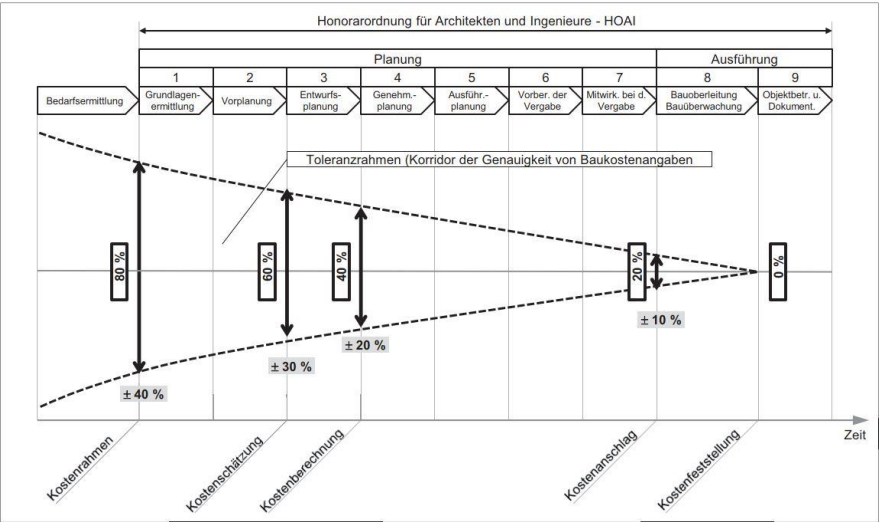 Honorarordnung für Architekten und Ingenieure - HOAI
Planung
Ausführung
1
2
3
4
5
6
7
8
9
Bedarfsermittlung
Grundlagen-
ermittlung
Vorplanung
Entwurfs-
planung
Genehm.-
planung
Ausführ.-
planung
Vorber. der
Vergabe
Mitwirk. bei d.
Vergabe
Bauoberleitung
Bauüberwachung
Objektbetr. u.
Dokument.
Toleranzrahmen (Korridor der Genauigkeit von Baukostenangaben
80 %
60 %
40 %
20 %
0 %
± 40 %
± 30 %
± 20 %
± 10 %
Zeit
Kostenrahmen
Kostenschätzung
Kostenberechnung
Kostenanschlag
Kostenfeststellung